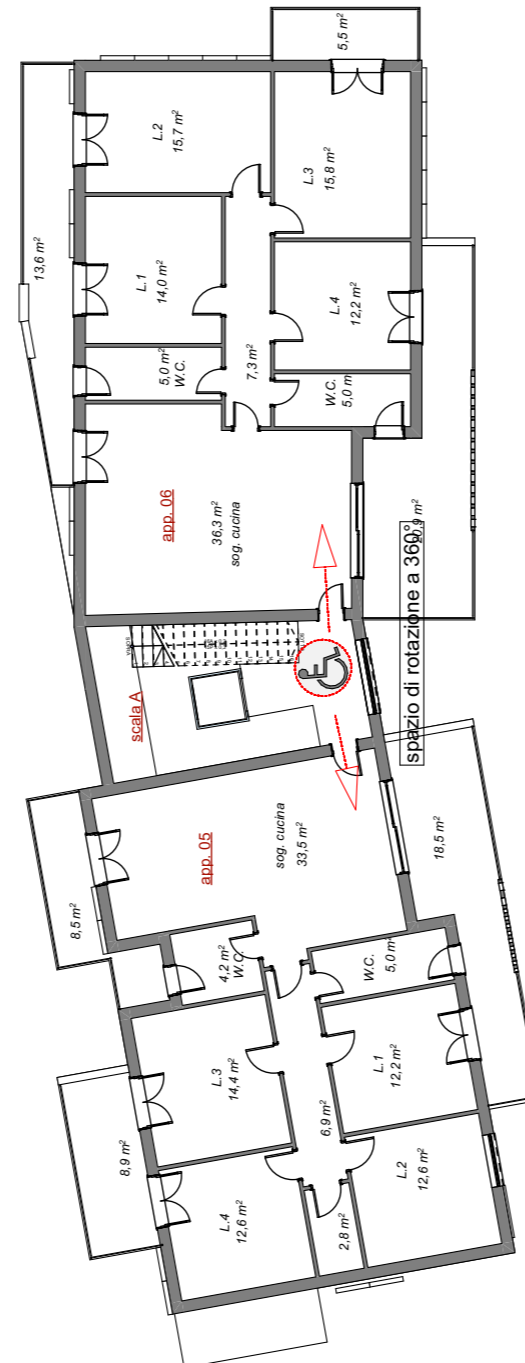 5,5 m²
13,6 m²
L.2
15,7 m²
L.3
15,8 m²
L.1
14,0 m²
L.4
12,2 m²
5,0 m²
W.C.
7,3 m²
W.C.
5,0 m
app. 06
36,3 m²
sog. cucina
20,9 m²
spazio di rotazione a 360°
scala A
app. 05
sog. cucina
33,5 m²
18,5 m²
8,5 m²
4,2 m²
W.C.
W.C.
5,0 m²
L.3
14,4 m²
L.1
12,2 m²
6,9 m²
8,9 m²
L.4
12,6 m²
L.2
12,6 m²
2,8 m²